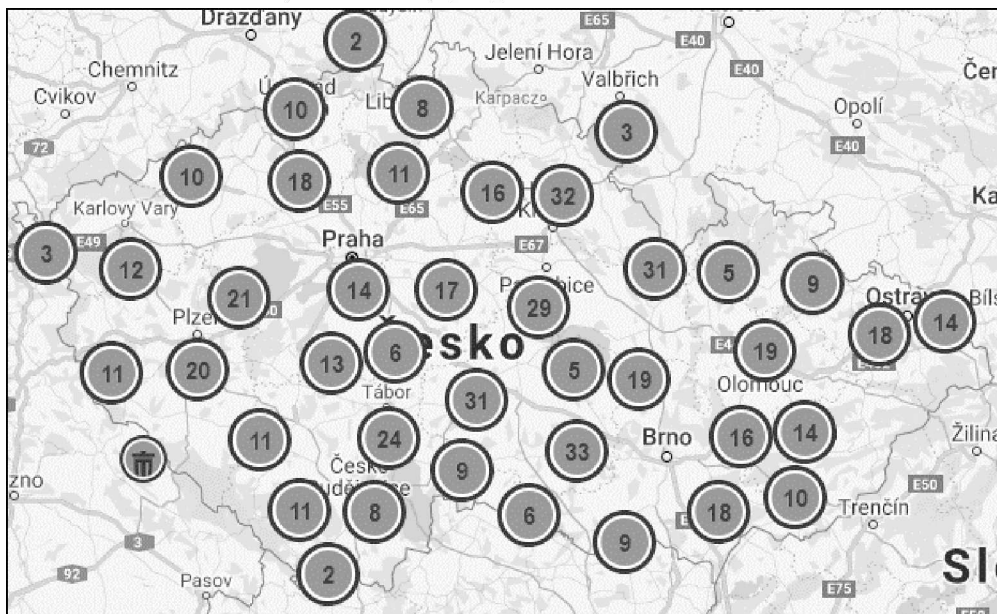 Drážďany
2
E65
E40
Jelení Hora
Chemnitz
E40
Valbřich
Cvikov
10
8
Karpacz
Opolí
3
72
E40
10
18
11
16
32
E55
E65
Karlovy Vary
Praha
E67
3
E49
12
31
5
9
21
14
17
29
Ostrav
18
14
Plzeň
esko
6
19
13
11
20
5
19
Tábor
Olomouc
31
11
24
33
Brno
16
14
Žilina
9
E50
11
8
6
18
10
Trenčín
3
9
92
2
Pasov
E75